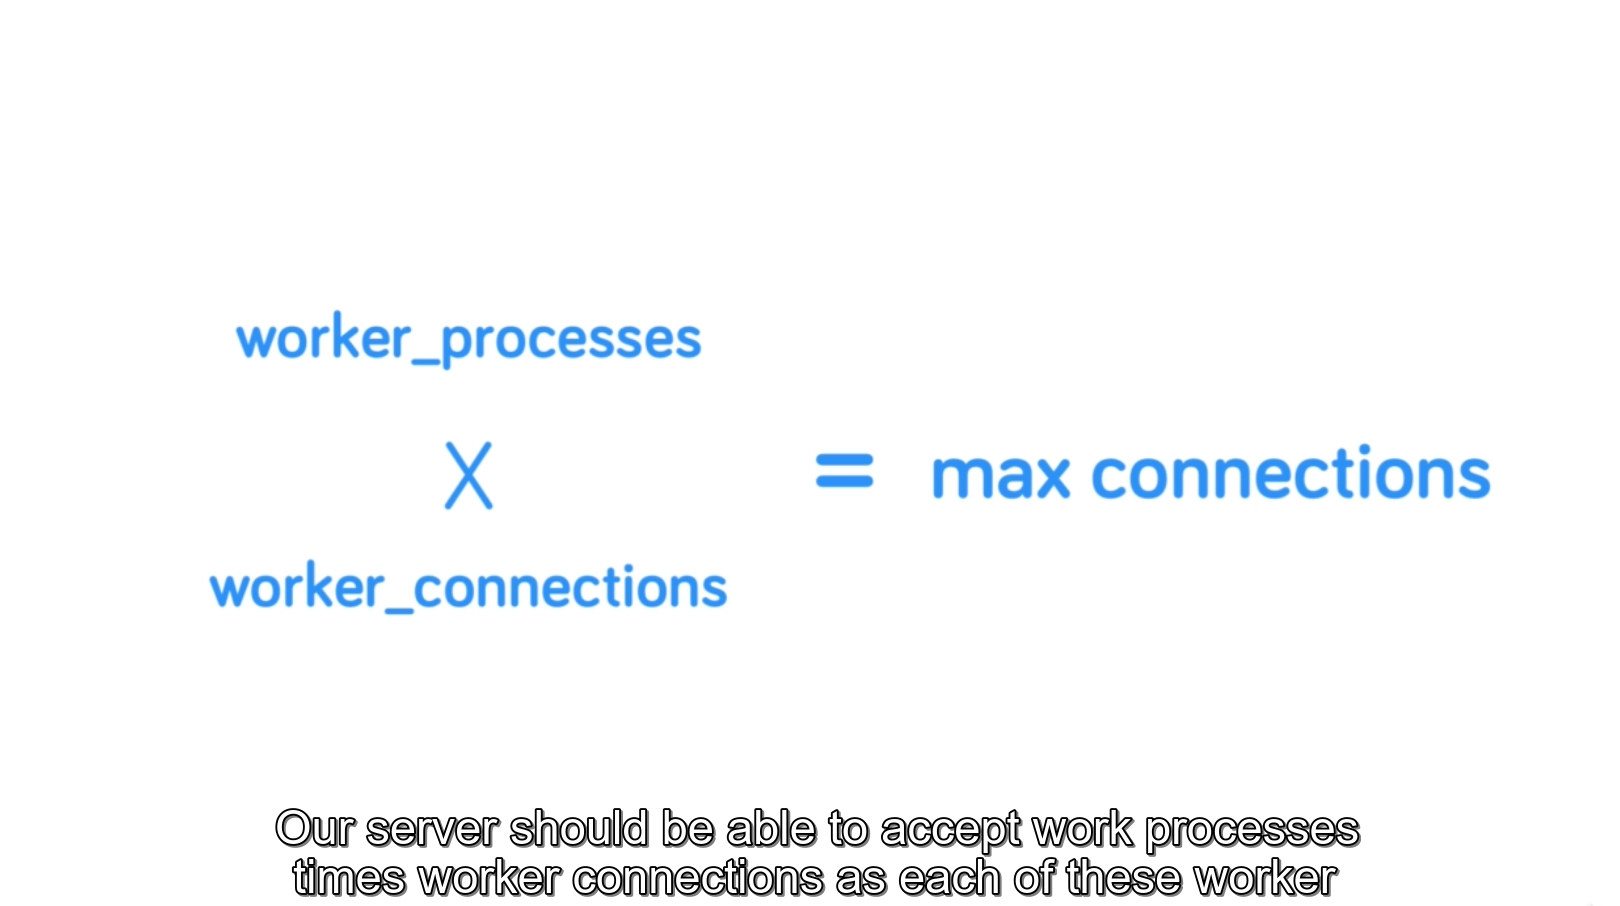 worker_processes
X
worker_connections
= max connections
Our server should be able to accept work processes
times worker connections as each of these worker